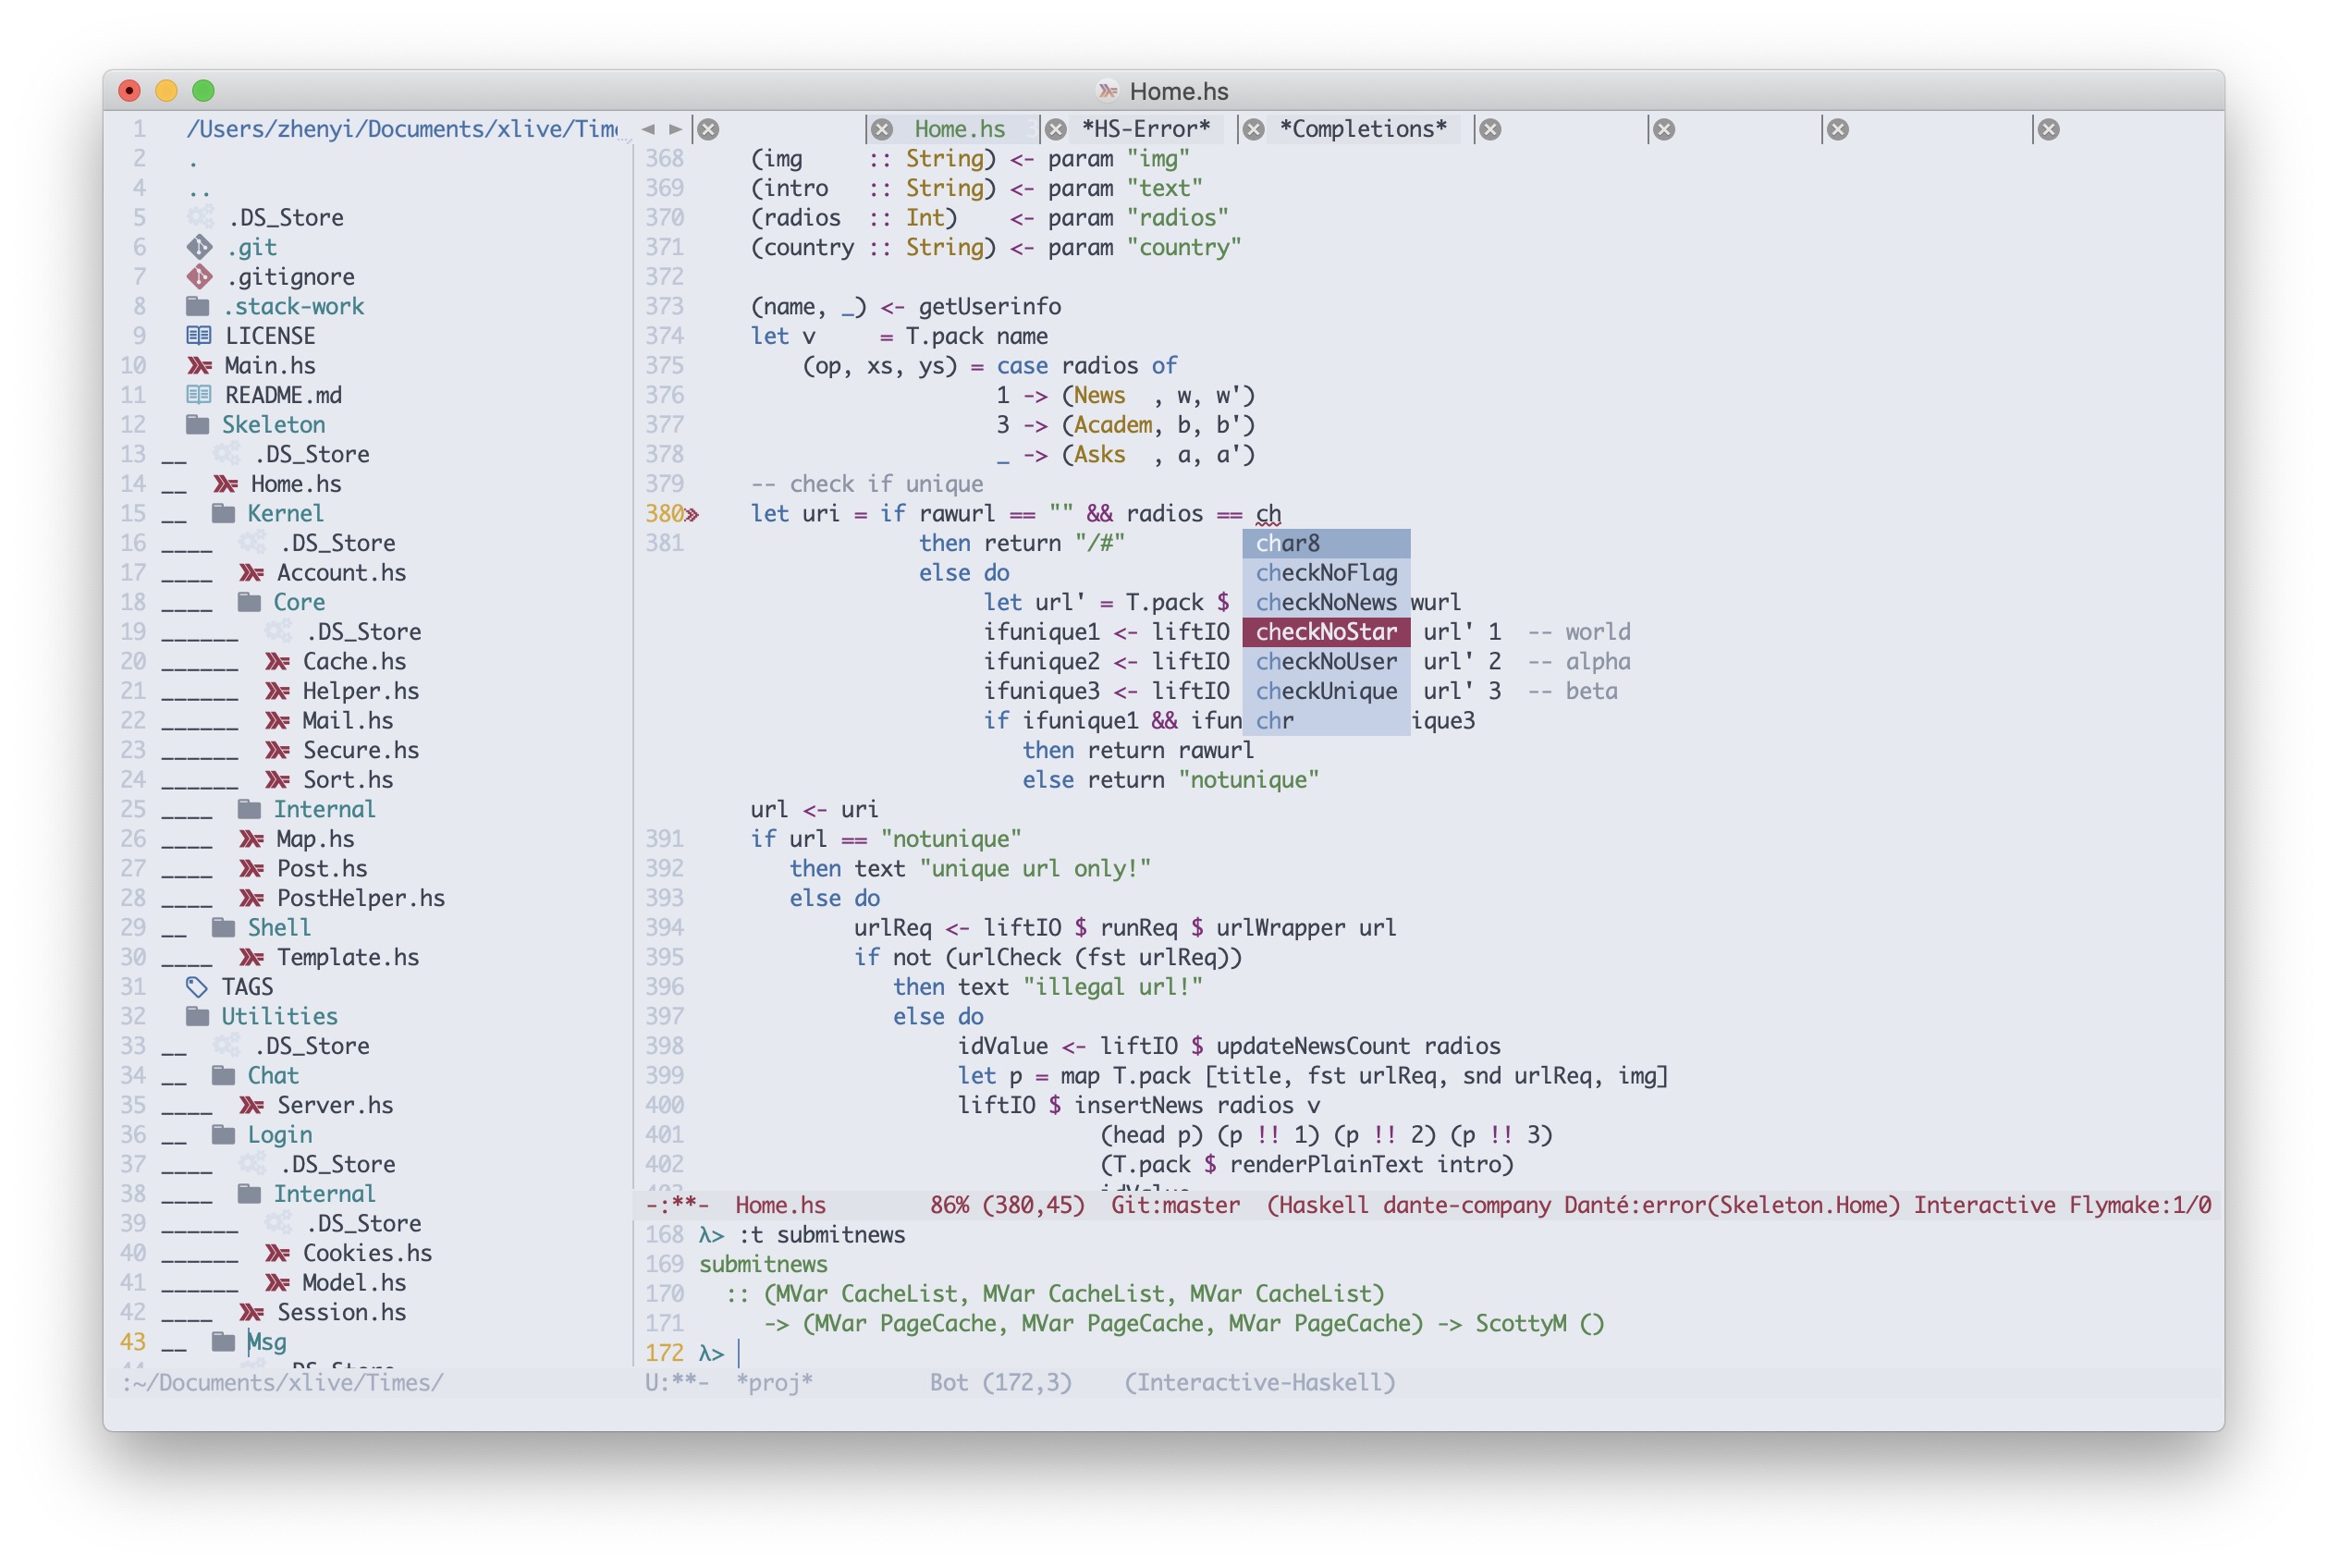 Home.hs
1 /Users/zhenyi/Documents/xlive/Tim
2 .
4 ..
5 .DS_Store
6 .git
7 .gitignore
8 .stack-work
9 LICENSE
10 Main.hs
11 README.md
12 Skeleton
13 __ .DS_Store
14 __ Home.hs
15 __ Kernel
16 ____ .DS_Store
17 ____ Account.hs
18 ____ Core
19 ______ .DS_Store
20 ______ Cache.hs
21 ______ Helper.hs
22 ______ Mail.hs
23 ______ Secure.hs
24 ______ Sort.hs
25 ____ Internal
26 ____ Map.hs
27 ____ Post.hs
28 ____ PostHelper.hs
29 __ Shell
30 ____ Template.hs
31 TAGS
32 Utilities
33 __ .DS_Store
34 __ Chat
35 ____ Server.hs
36 __ Login
37 ____ .DS_Store
38 ____ Internal
39 ______ .DS_Store
40 ______ Cookies.hs
41 ______ Model.hs
42 ____ Session.hs
43 __ Msg
:~/Documents/xlive/Times/
Home.hs *HS-Error* *Completions*
368 (img :: String) <- param "img"
369 (intro :: String) <- param "text"
370 (radios :: Int) <- param "radios"
371 (country :: String) <- param "country"
372
373 (name, _) <- getUserinfo
374 let v = T.pack name
375 (op, xs, ys) = case radios of
376 1 -> (News , w, w')
377 3 -> (Academ, b, b')
378 _ -> (Asks , a, a')
379 -- check if unique
380 let uri = if rawurl == "" && radios == ch
381 then return "/#"
else do
let url' = T.pack $ wurl
ifunique1 <- liftIO url' 1 -- world
ifunique2 <- liftIO url' 2 -- alpha
ifunique3 <- liftIO url' 3 -- beta
if ifunique1 && ifun ique3
then return rawurl
else return "notunique"
char8
checkNoFlag
checkNoNews
checkNoStar
checkNoUser
checkUnique
chr
url <- uri
391 if url == "notunique"
392 then text "unique url only!"
393 else do
394 urlReq <- liftIO $ runReq $ urlWrapper url
395 if not (urlCheck (fst urlReq))
396 then text "illegal url!"
397 else do
398 idValue <- liftIO $ updateNewsCount radios
399 let p = map T.pack [title, fst urlReq, snd urlReq, img]
400 liftIO $ insertNews radios v
401 (head p) (p !! 1) (p !! 2) (p !! 3)
402 (T.pack $ renderPlainText intro)
-:**- Home.hs 86% (380,45) Git:master (Haskell dante-company Danté:error(Skeleton.Home) Interactive Flymake:1/0
168 λ> :t submitnews
169 submitnews
170 :: (MVar CacheList, MVar CacheList, MVar CacheList)
171 -> (MVar PageCache, MVar PageCache, MVar PageCache) -> ScottyM ()
172 λ>
U:**- *proj* Bot (172,3) (Interactive-Haskell)